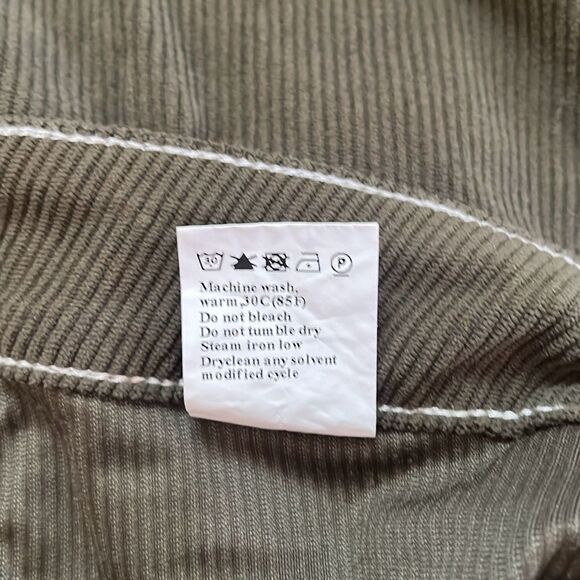 30
P
Machine wash,
warm,30C(85F)
Do not bleach
Do not tumble dry
Steam iron low
Dryclean any solvent
modified cycle